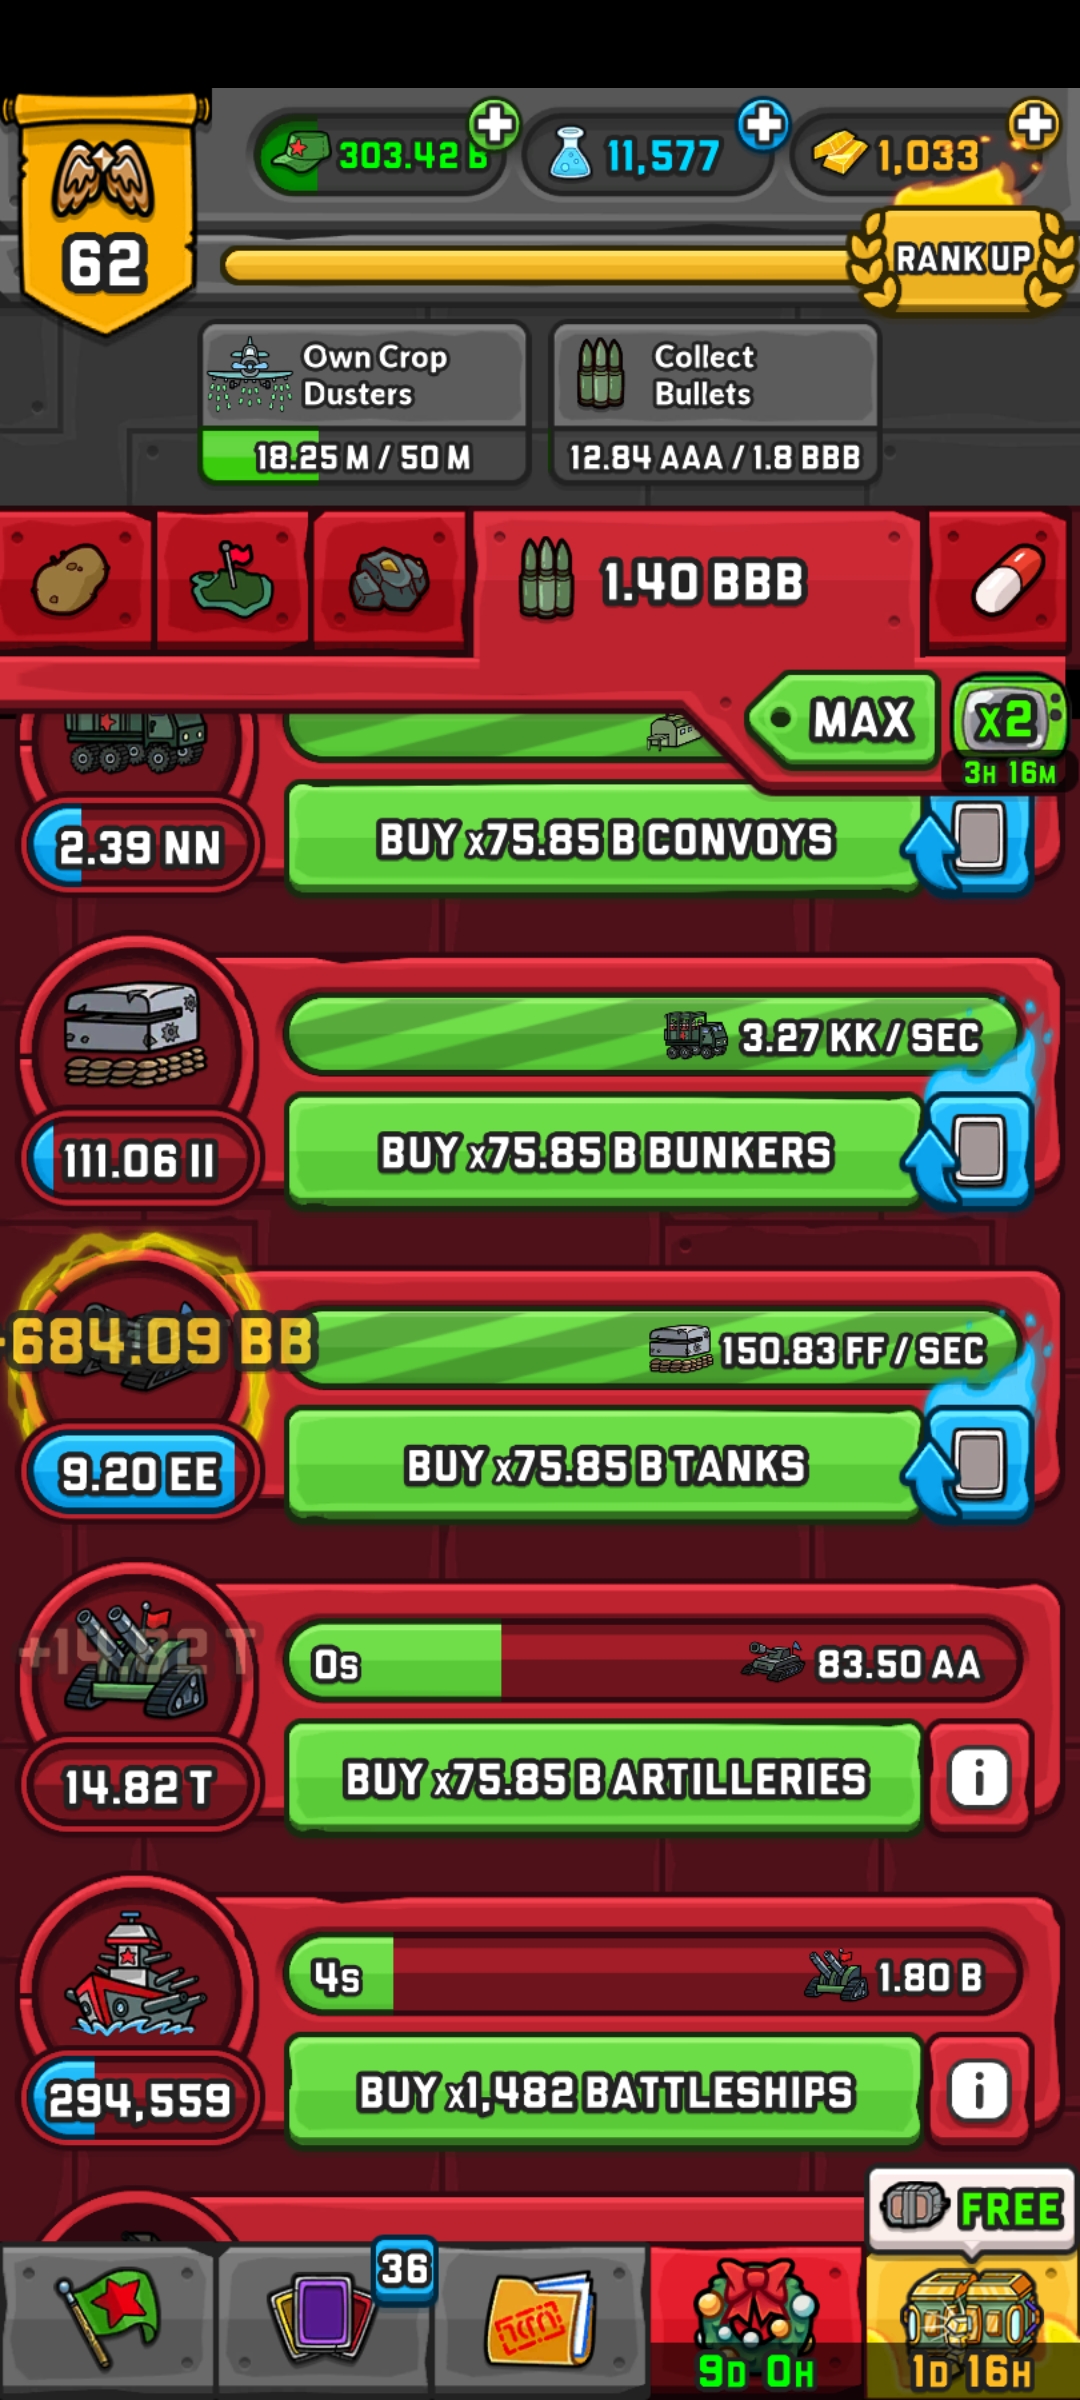 303.42 B
11,577
1,033
62
RANK UP
Own Crop
Dusters
18.25 M / 50 M
Collect
Bullets
12.84 AAA / 1.8 BBB
1.40 BBB
MAX
x2
3H 16M
2.39 NN
BUY x75.85 B CONVOYS
3.27 KK / SEC
111.06 II
BUY x75.85 B BUNKERS
-684.09 BB
150.83 FF / SEC
9.20 EE
BUY x75.85 B TANKS
+14.82 T
0s
83.50 AA
14.82 T
BUY x75.85 B ARTILLERIES
i
4s
1.80 B
294,559
BUY x1,482 BATTLESHIPS
i
FREE
36
9D 0H
1D 16H